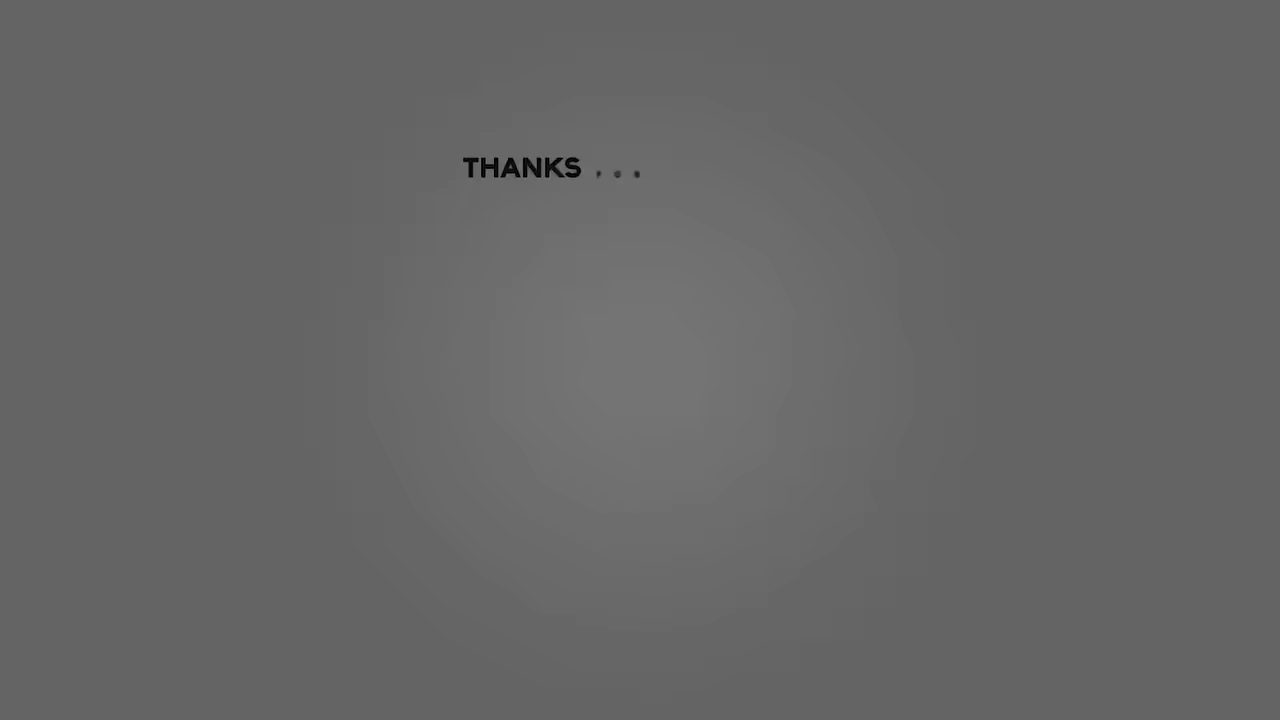 THANKS . . .